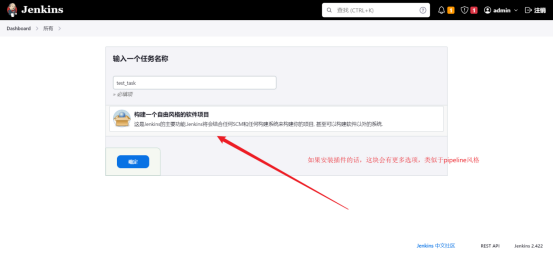 Jenkins
查找 (CTRL+K)
1
1
admin
注销
Dashboard
所有
输入一个任务名称
test_task
» 必填项
构建一个自由风格的软件项目
这是Jenkins的主要功能.Jenkins将会结合任何SCM和任何构建系统来构建你的项目, 甚至可以构建软件以外的系统.
确定
如果安装插件的话，这块会有更多选项，类似于pipeline风格
Jenkins 中文社区
REST API
Jenkins 2.422